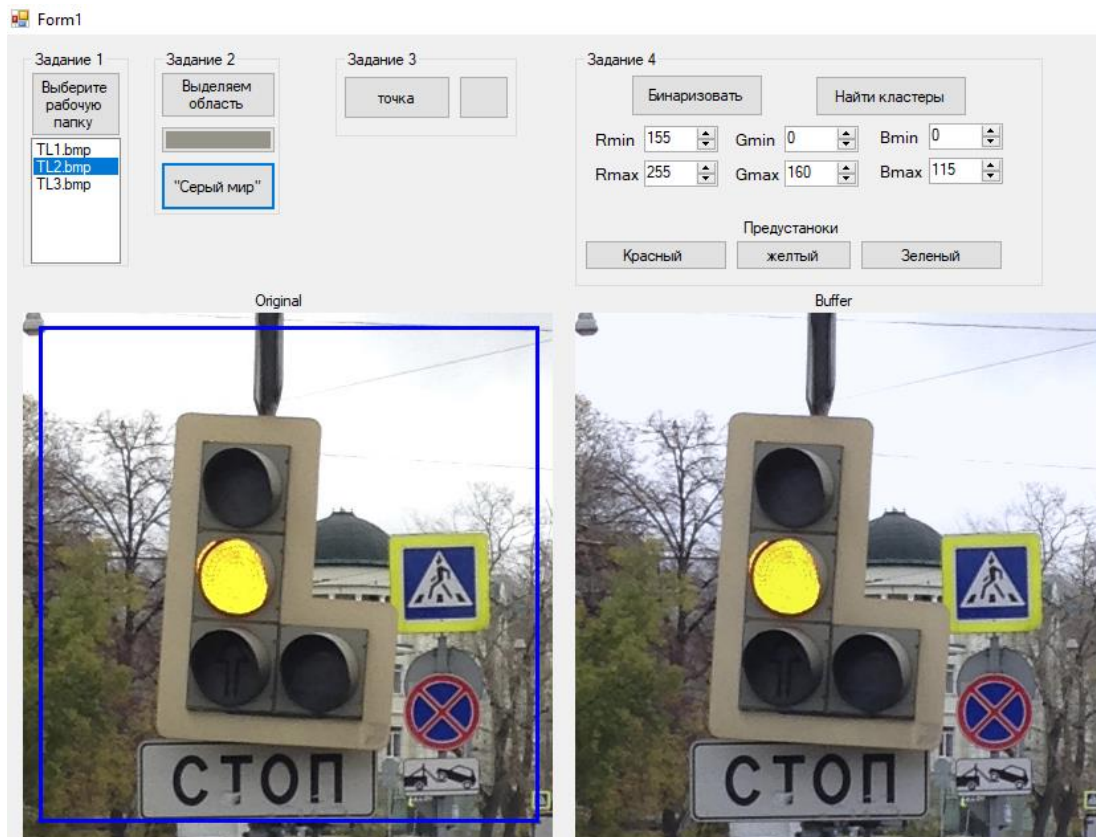 Form1
Задание 1
Выберите
рабочую
папку
TL1.bmp
TL2.bmp
TL3.bmp
Задание 2
Выделяем
область
"Серый мир"
Задание 3
точка
Задание 4
Бинаризовать
Найти кластеры
Rmin 155 Gmin 0 Bmin 0
Rmax 255 Gmax 160 Bmax 115
Предустаноки
Красный желтый Зеленый
Original
Buffer
СТОП
СТОП